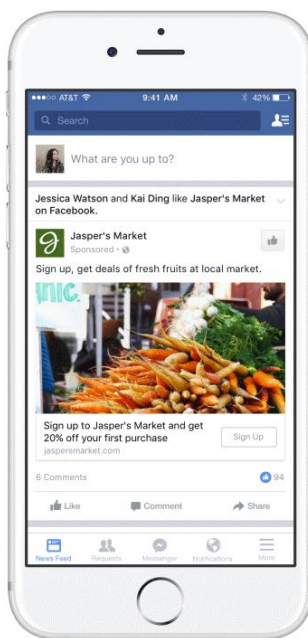 AT&T 9:41 AM 42%
Search
What are you up to?
Jessica Watson and Kai Ding like Jasper's Market
on Facebook.
Jasper's Market
Sponsored ·
Sign up, get deals of fresh fruits at local market.
NIC.
Sign up to Jasper's Market and get
20% off your first purchase
jaspersmarket.com
Sign Up
6 Comments 94
Like Comment Share
News Feed Requests Messenger Notifications More